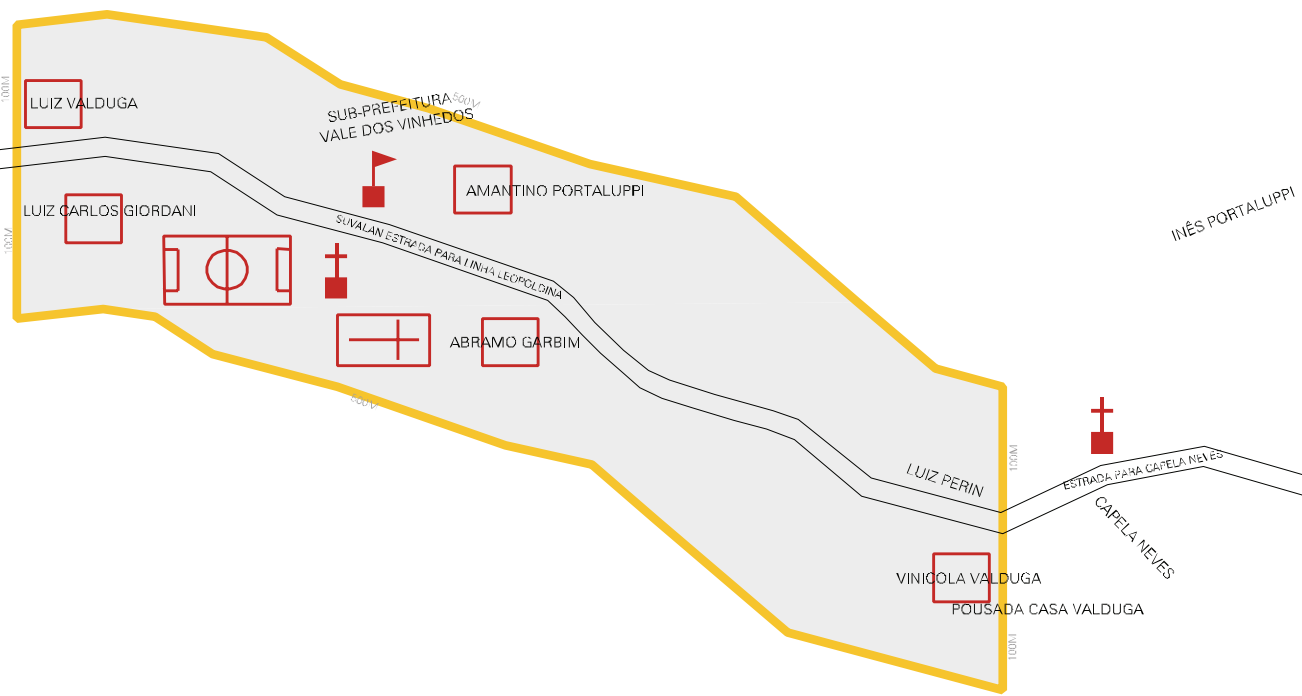 100M
LUIZ VALDUGA
SUB-PREFEITURA
VALE DOS VINHEDOS
500M
AMANTINO PORTALUPPI
INÊS PORTALUPPI
LUIZ CARLOS GIORDANI
100M
SUVALAN ESTRADA PARA LINHA LEOPOLDINA
ABRAMO GARBIM
500M
LUIZ PERIN
100M
ESTRADA PARA CAPELA NEVES
CAPELA NEVES
VINICOLA VALDUGA
POUSADA CASA VALDUGA
100M